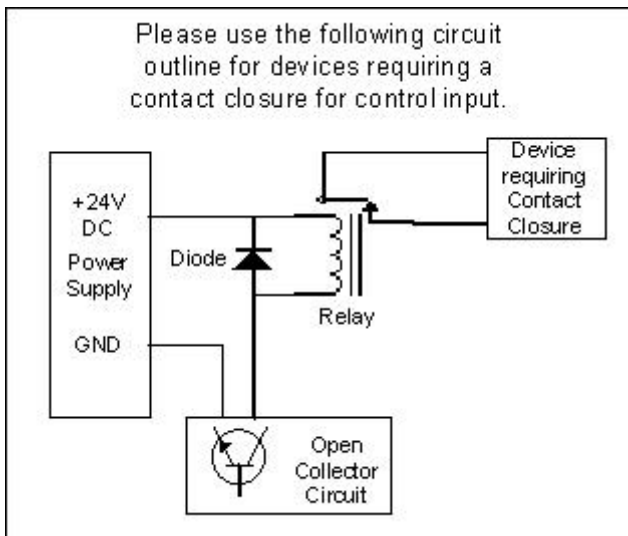 Please use the following circuit
outline for devices requiring a
contact closure for control input.
+24V
DC
Power
Supply
GND
Diode
Relay
Device
requiring
Contact
Closure
Open
Collector
Circuit